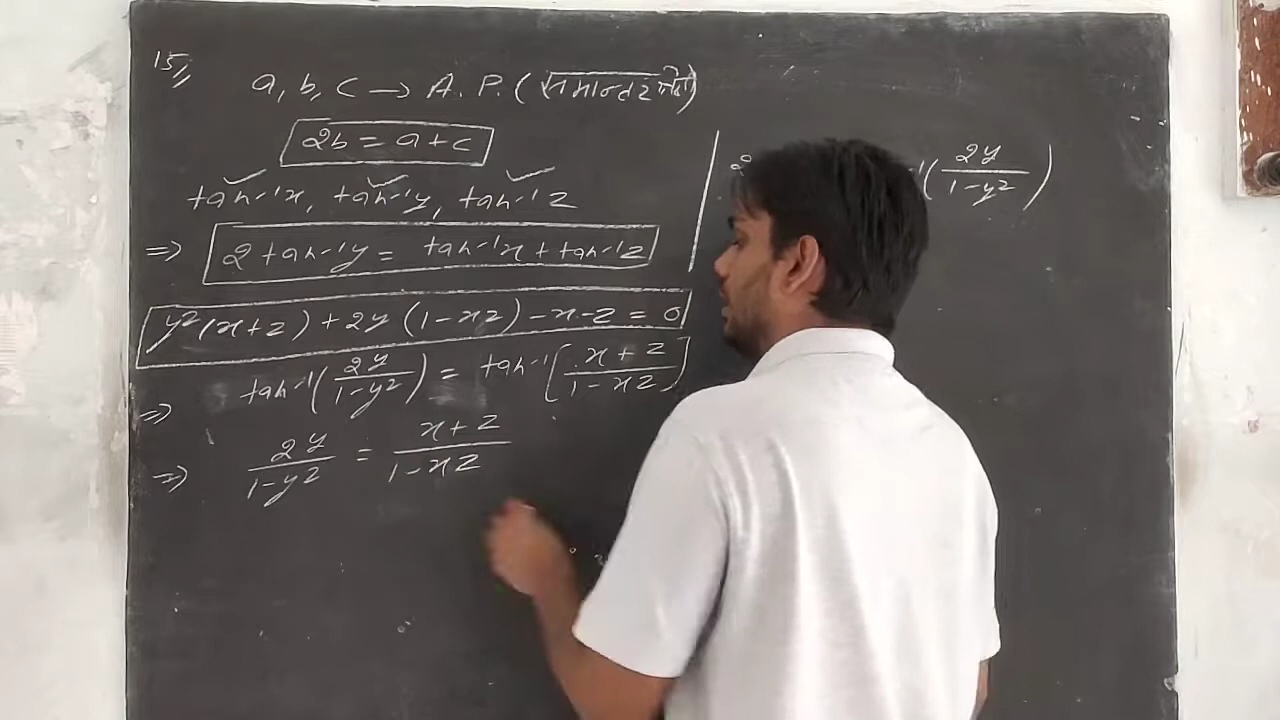 15,,
a, b, c → A. P. (समान्तर श्रेणी)
2b = a+c
tan⁻¹x, tan⁻¹y, tan⁻¹z
⇒ 2 tan⁻¹y = tan⁻¹x + tan⁻¹z
y²(x+z) + 2y (1-xz) - x - z = 0
⇒ tan⁻¹(2y/1-y²) = tan⁻¹[x+z/1-xz]
⇒ 2y/1-y² = x+z/1-xz
2
⁻¹(2y/1-y²)